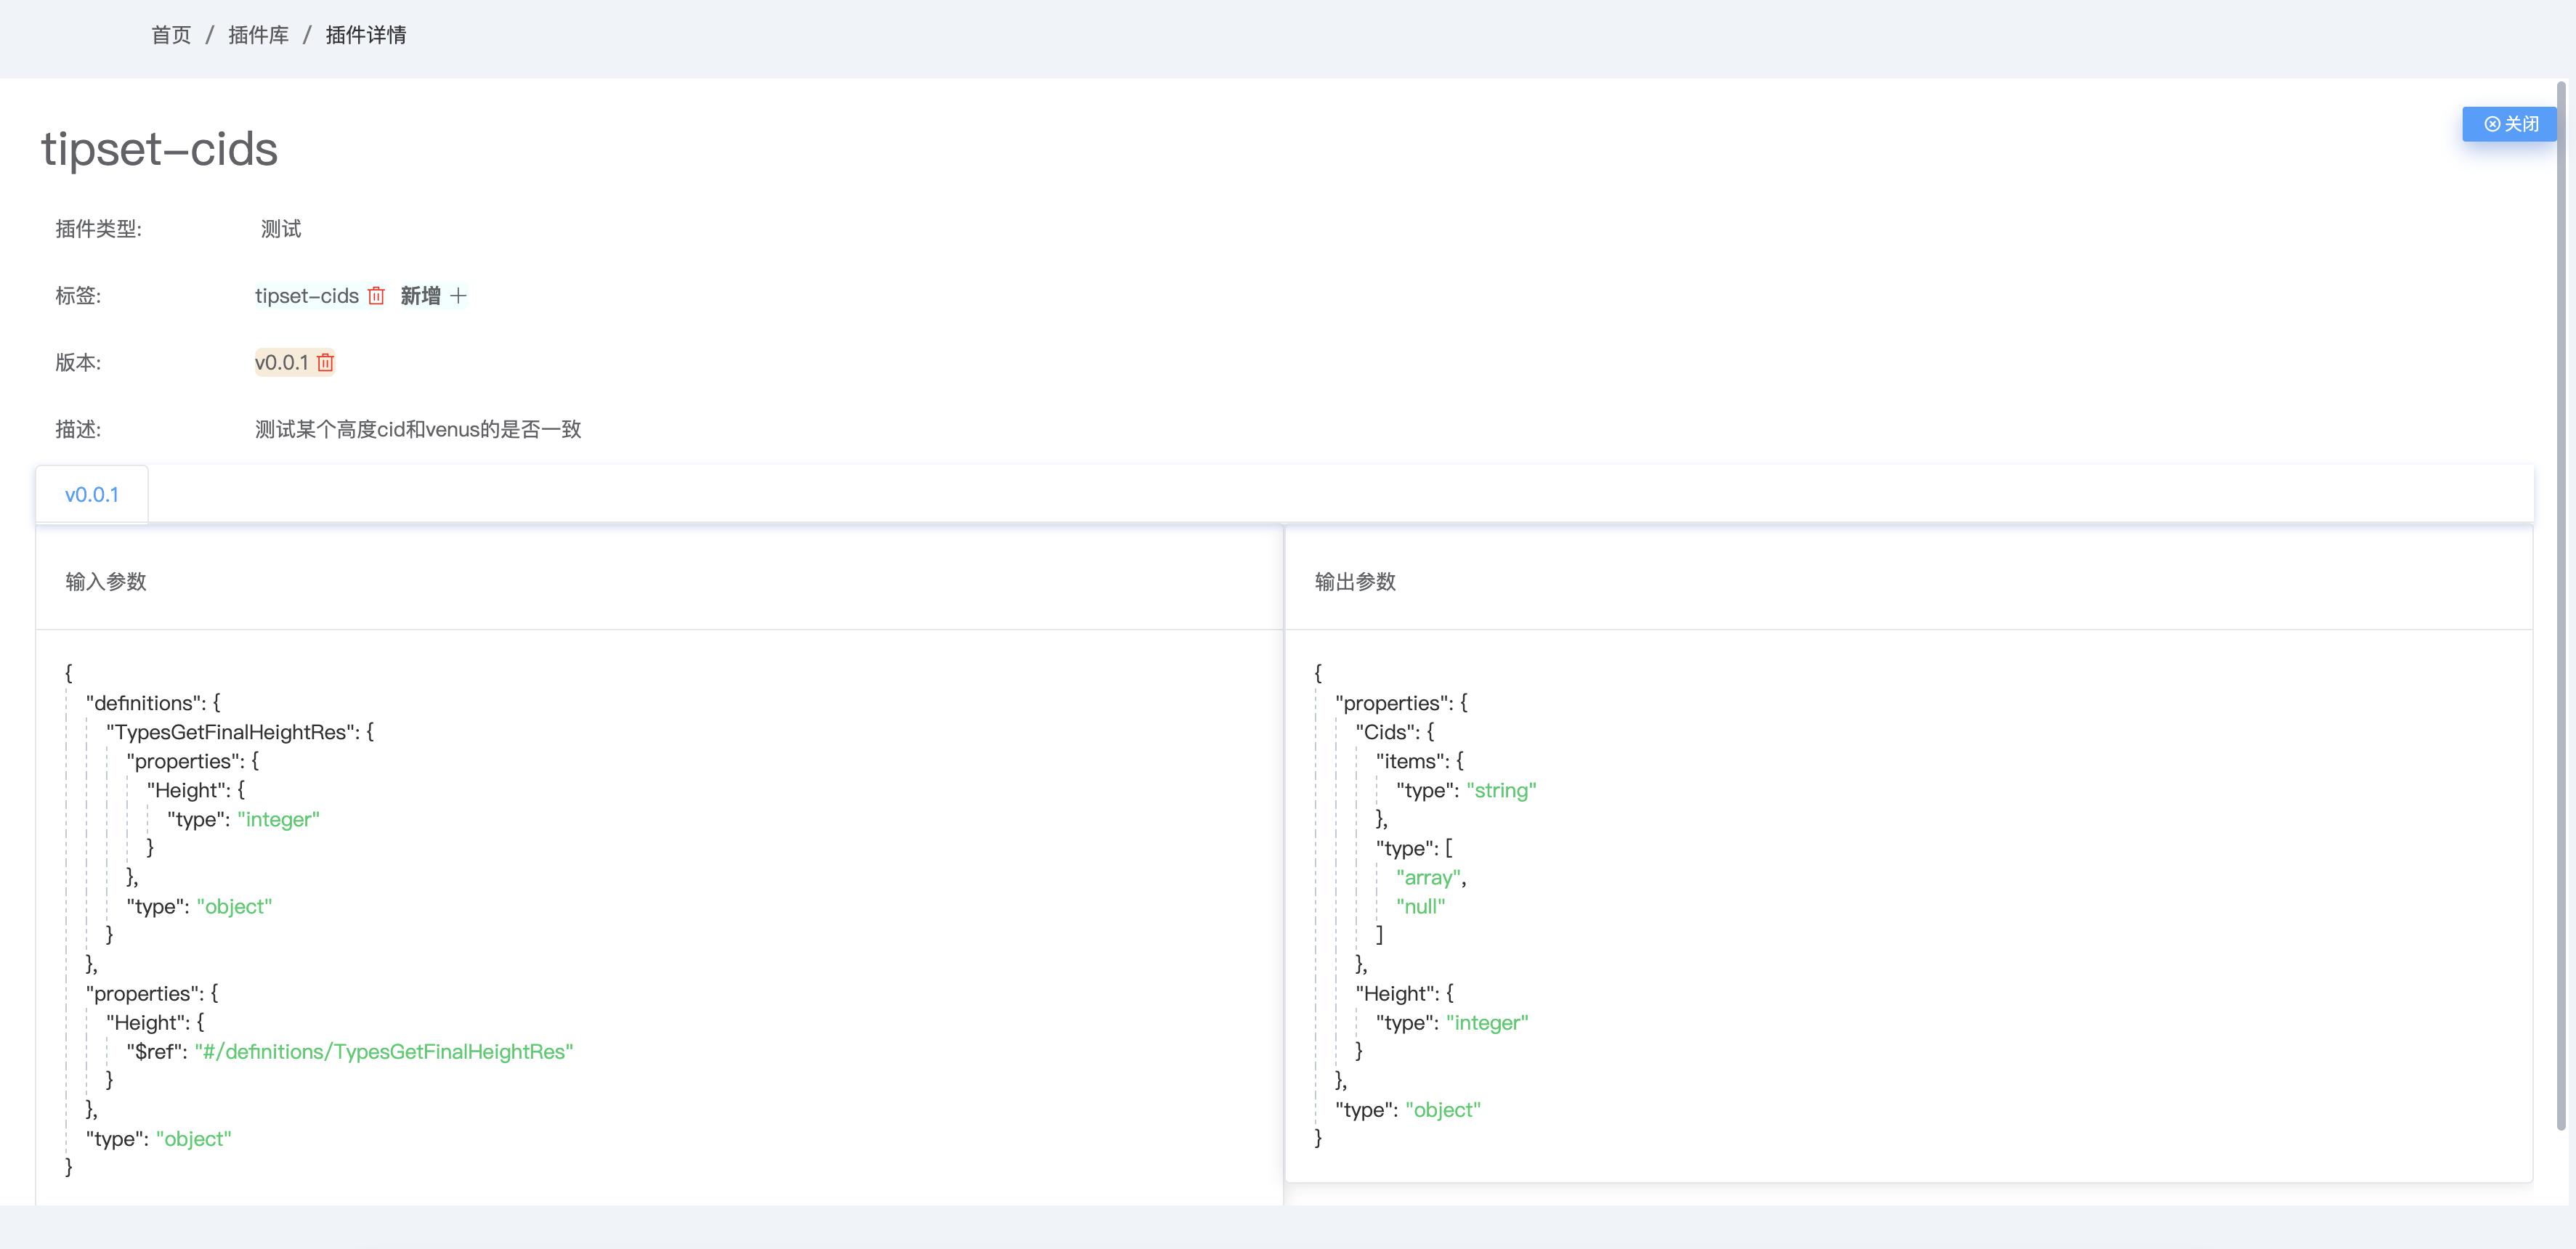 首页 / 插件库 / 插件详情
关闭
tipset-cids
插件类型: 测试
标签: tipset-cids 新增
版本: v0.0.1
描述: 测试某个高度cid和venus的是否一致
v0.0.1
输入参数
{
"definitions": {
"TypesGetFinalHeightRes": {
"properties": {
"Height": {
"type": "integer"
}
},
"type": "object"
}
},
"properties": {
"Height": {
"$ref": "#/definitions/TypesGetFinalHeightRes"
}
},
"type": "object"
}
输出参数
{
"properties": {
"Cids": {
"items": {
"type": "string"
},
"type": [
"array",
"null"
]
},
"Height": {
"type": "integer"
}
},
"type": "object"
}